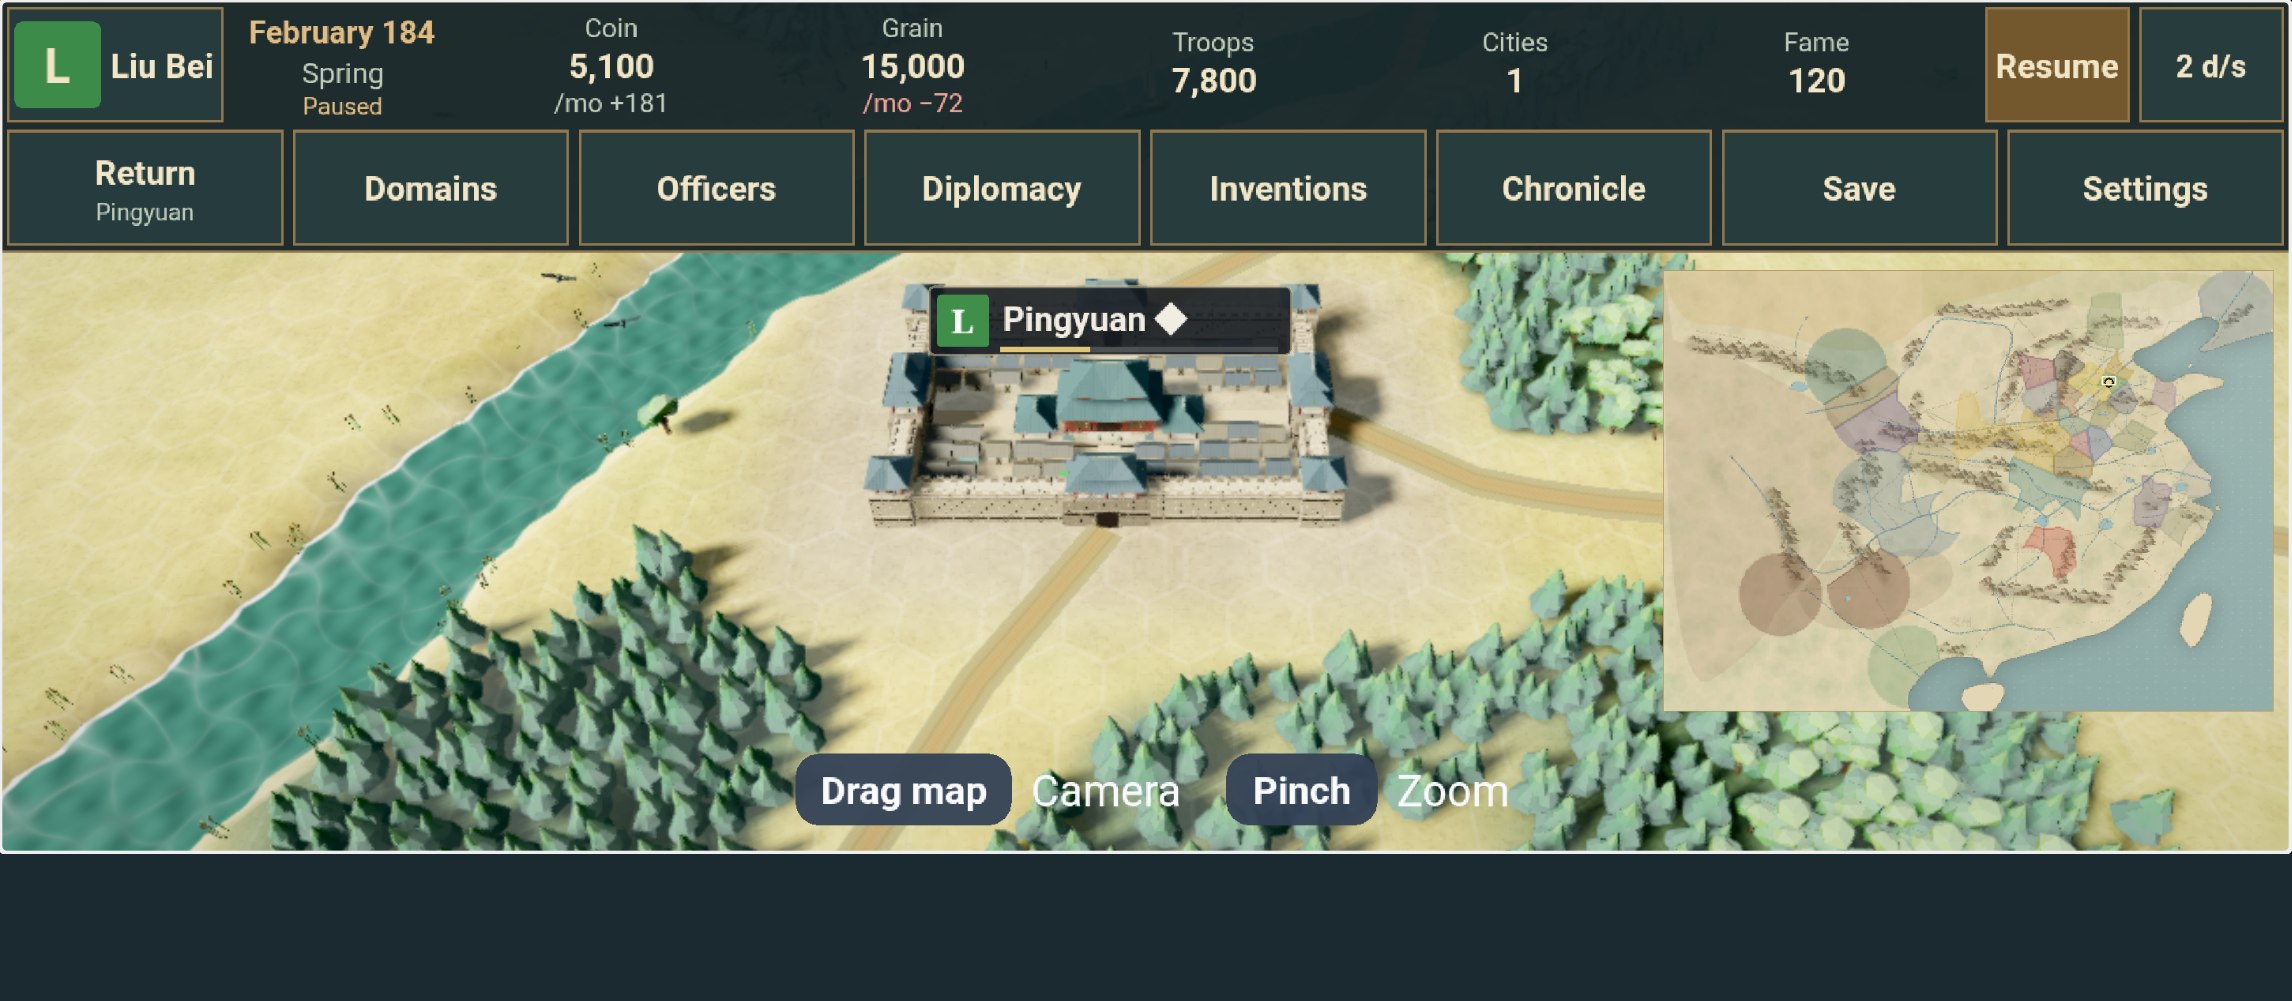 L
Liu Bei
February 184
Spring
Paused
Coin
5,100
/mo +181
Grain
15,000
/mo −72
Troops
7,800
Cities
1
Fame
120
Resume
2 d/s
Return
Pingyuan
Domains
Officers
Diplomacy
Inventions
Chronicle
Save
Settings
L Pingyuan
Drag map Camera Pinch Zoom